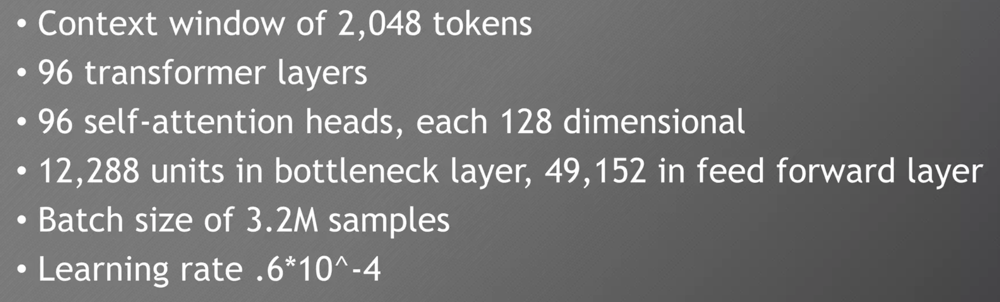 • Context window of 2,048 tokens
• 96 transformer layers
• 96 self-attention heads, each 128 dimensional
• 12,288 units in bottleneck layer, 49,152 in feed forward layer
• Batch size of 3.2M samples
• Learning rate .6*10^-4